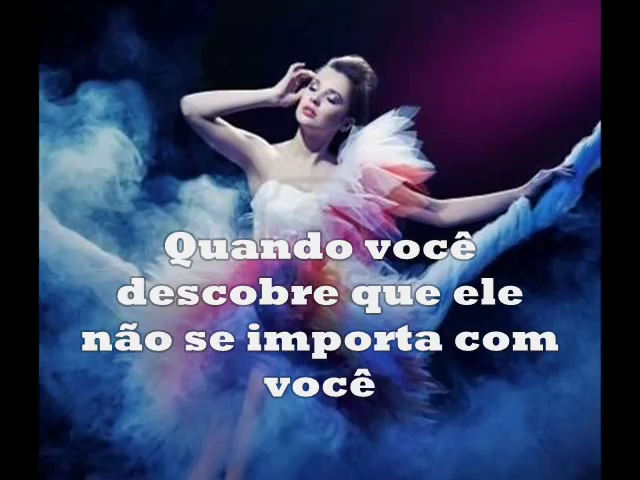 Quando você
descobre que ele
não se importa com
você